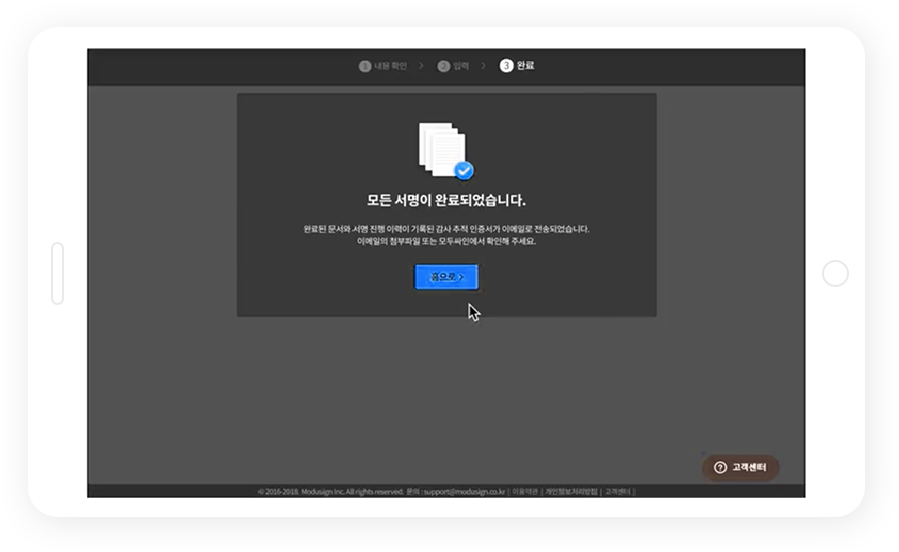 1 내용 확인 > 2 입력 > 3 완료
모든 서명이 완료되었습니다.
완료된 문서와 서명 진행 이력이 기록된 감사 추적 인증서가 이메일로 전송되었습니다.
이메일의 첨부파일 또는 모두싸인에서 확인해 주세요.
홈으로 >
? 고객센터
© 2016-2018. Modusign Inc. All rights reserved. 문의 : support@modusign.co.kr || 이용약관 || 개인정보처리방침 | 고객센터 ||